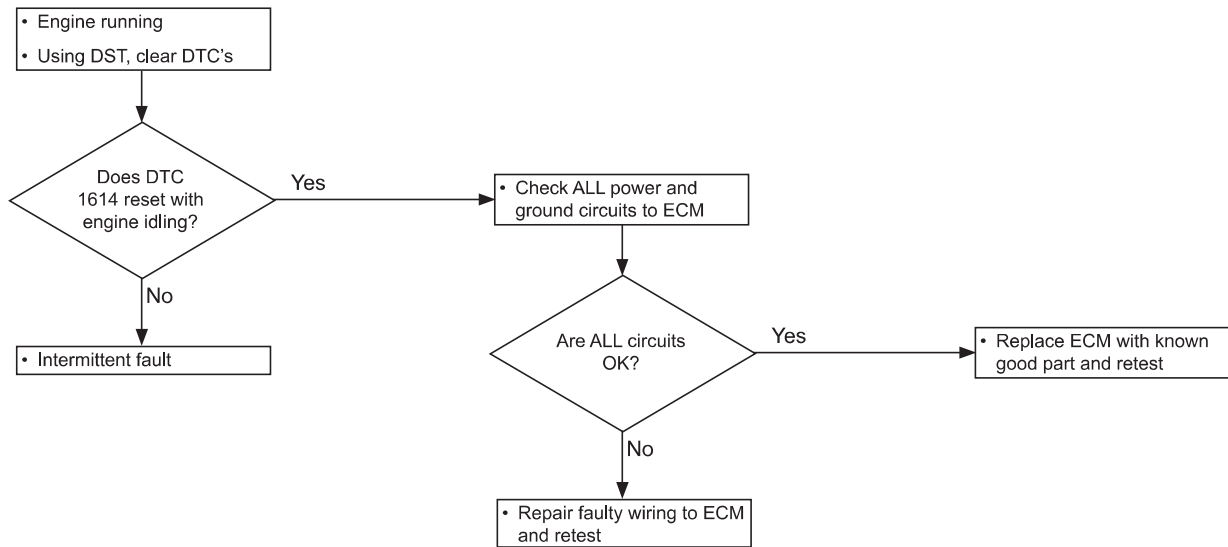 • Engine running
• Using DST, clear DTC's
Does DTC
1614 reset with
engine idling?
Yes
No
• Intermittent fault
• Check ALL power and
ground circuits to ECM
Are ALL circuits
OK?
Yes
No
• Replace ECM with known
good part and retest
• Repair faulty wiring to ECM
and retest